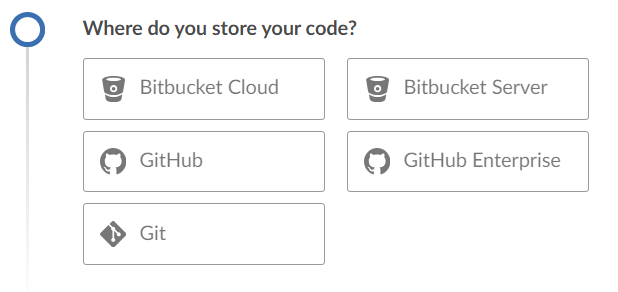 Where do you store your code?
Bitbucket Cloud
Bitbucket Server
GitHub
GitHub Enterprise
Git